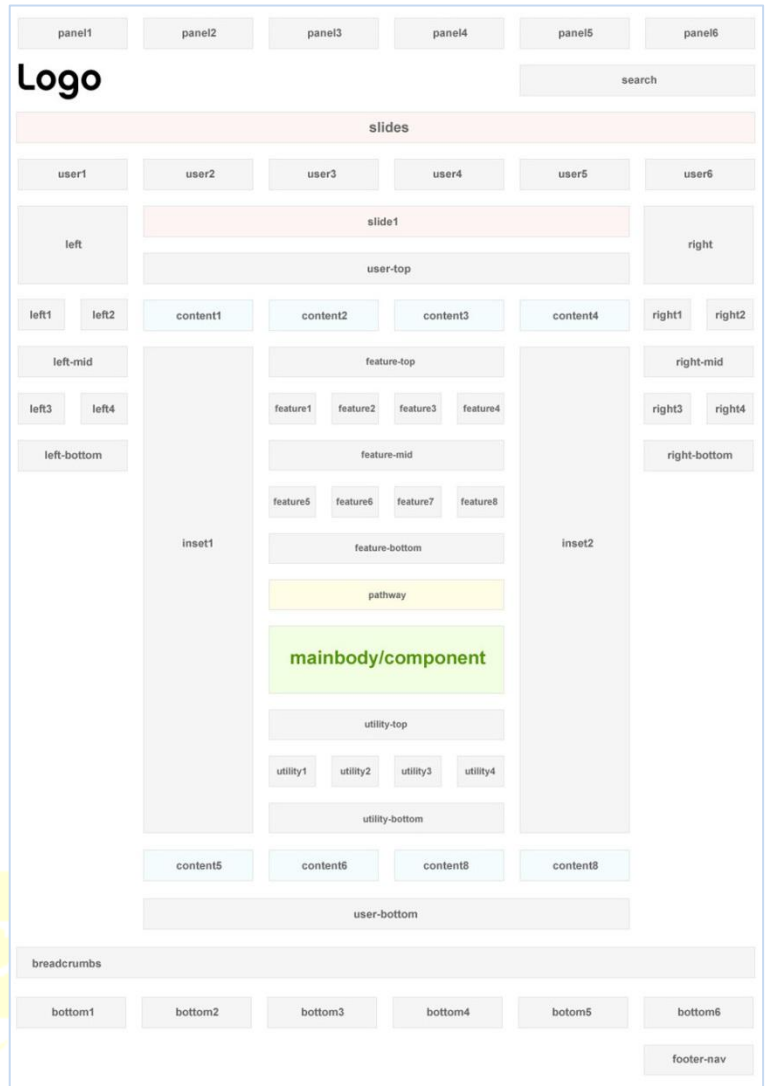 panel1 panel2 panel3 panel4 panel5 panel6
Logo search
slides
user1 user2 user3 user4 user5 user6
left slide1 right
user-top
left1 left2 content1 content2 content3 content4 right1 right2
left-mid feature-top right-mid
left3 left4 feature1 feature2 feature3 feature4 right3 right4
left-bottom feature-mid right-bottom
feature5 feature6 feature7 feature8
inset1 feature-bottom inset2
pathway
mainbody/component
utility-top
utility1 utility2 utility3 utility4
utility-bottom
content5 content6 content8 content8
user-bottom
breadcrumbs
bottom1 bottom2 bottom3 bottom4 botom5 bottom6
footer-nav